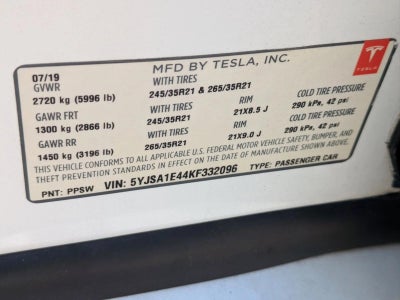 MFD BY TESLA, INC.
TESLA
07/19
GVWR WITH TIRES
2720 kg (5996 lb) 245/35R21 & 265/35R21
GAWR FRT WITH TIRES RIM COLD TIRE PRESSURE
1300 kg (2866 lb) 245/35R21 21X8.5 J 290 kPa, 42 psi
GAWR RR WITH TIRES RIM COLD TIRE PRESSURE
1450 kg (3196 lb) 265/35R21 21X9.0 J 290 kPa, 42 psi
THIS VEHICLE CONFORMS TO ALL APPLICABLE U.S. FEDERAL MOTOR VEHICLE SAFETY, BUMPER, AND
THEFT PREVENTION STANDARDS IN EFFECT ON THE DATE OF MANUFACTURE SHOWN ABOVE.
PNT: PPSW VIN: 5YJSA1E44KF332096 TYPE: PASSENGER CAR